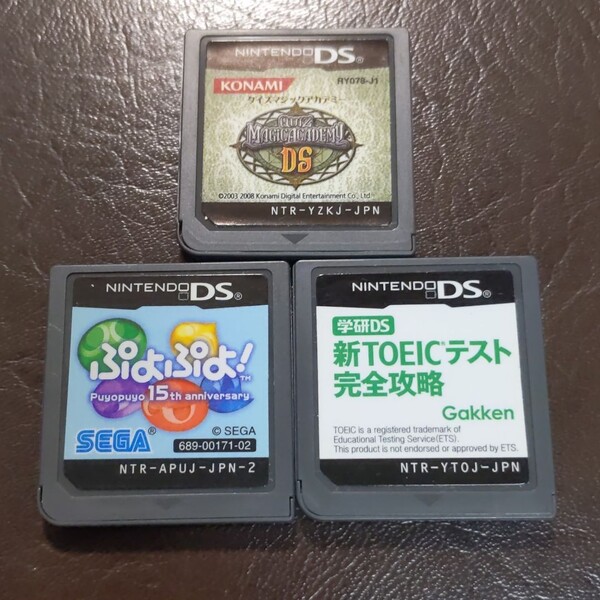 NINTENDO DS®
KONAMI
RY078-J1
クイズマジックアカデミー
QUIZ
MAGIC ACADEMY
DS
©2003 2008 Konami Digital Entertainment Co., Ltd.
NTR-YZKJ-JPN
NINTENDO DS®
ぷよぷよ!™
Puyopuyo 15th anniversary
SEGA®
© SEGA
689-00171-02
NTR-APUJ-JPN-2
NINTENDO DS®
学研DS
新TOEIC®テスト
完全攻略
Gakken
TOEIC is a registered trademark of
Educational Testing Service(ETS).
This product is not endorsed or approved by ETS.
NTR-YTOJ-JPN